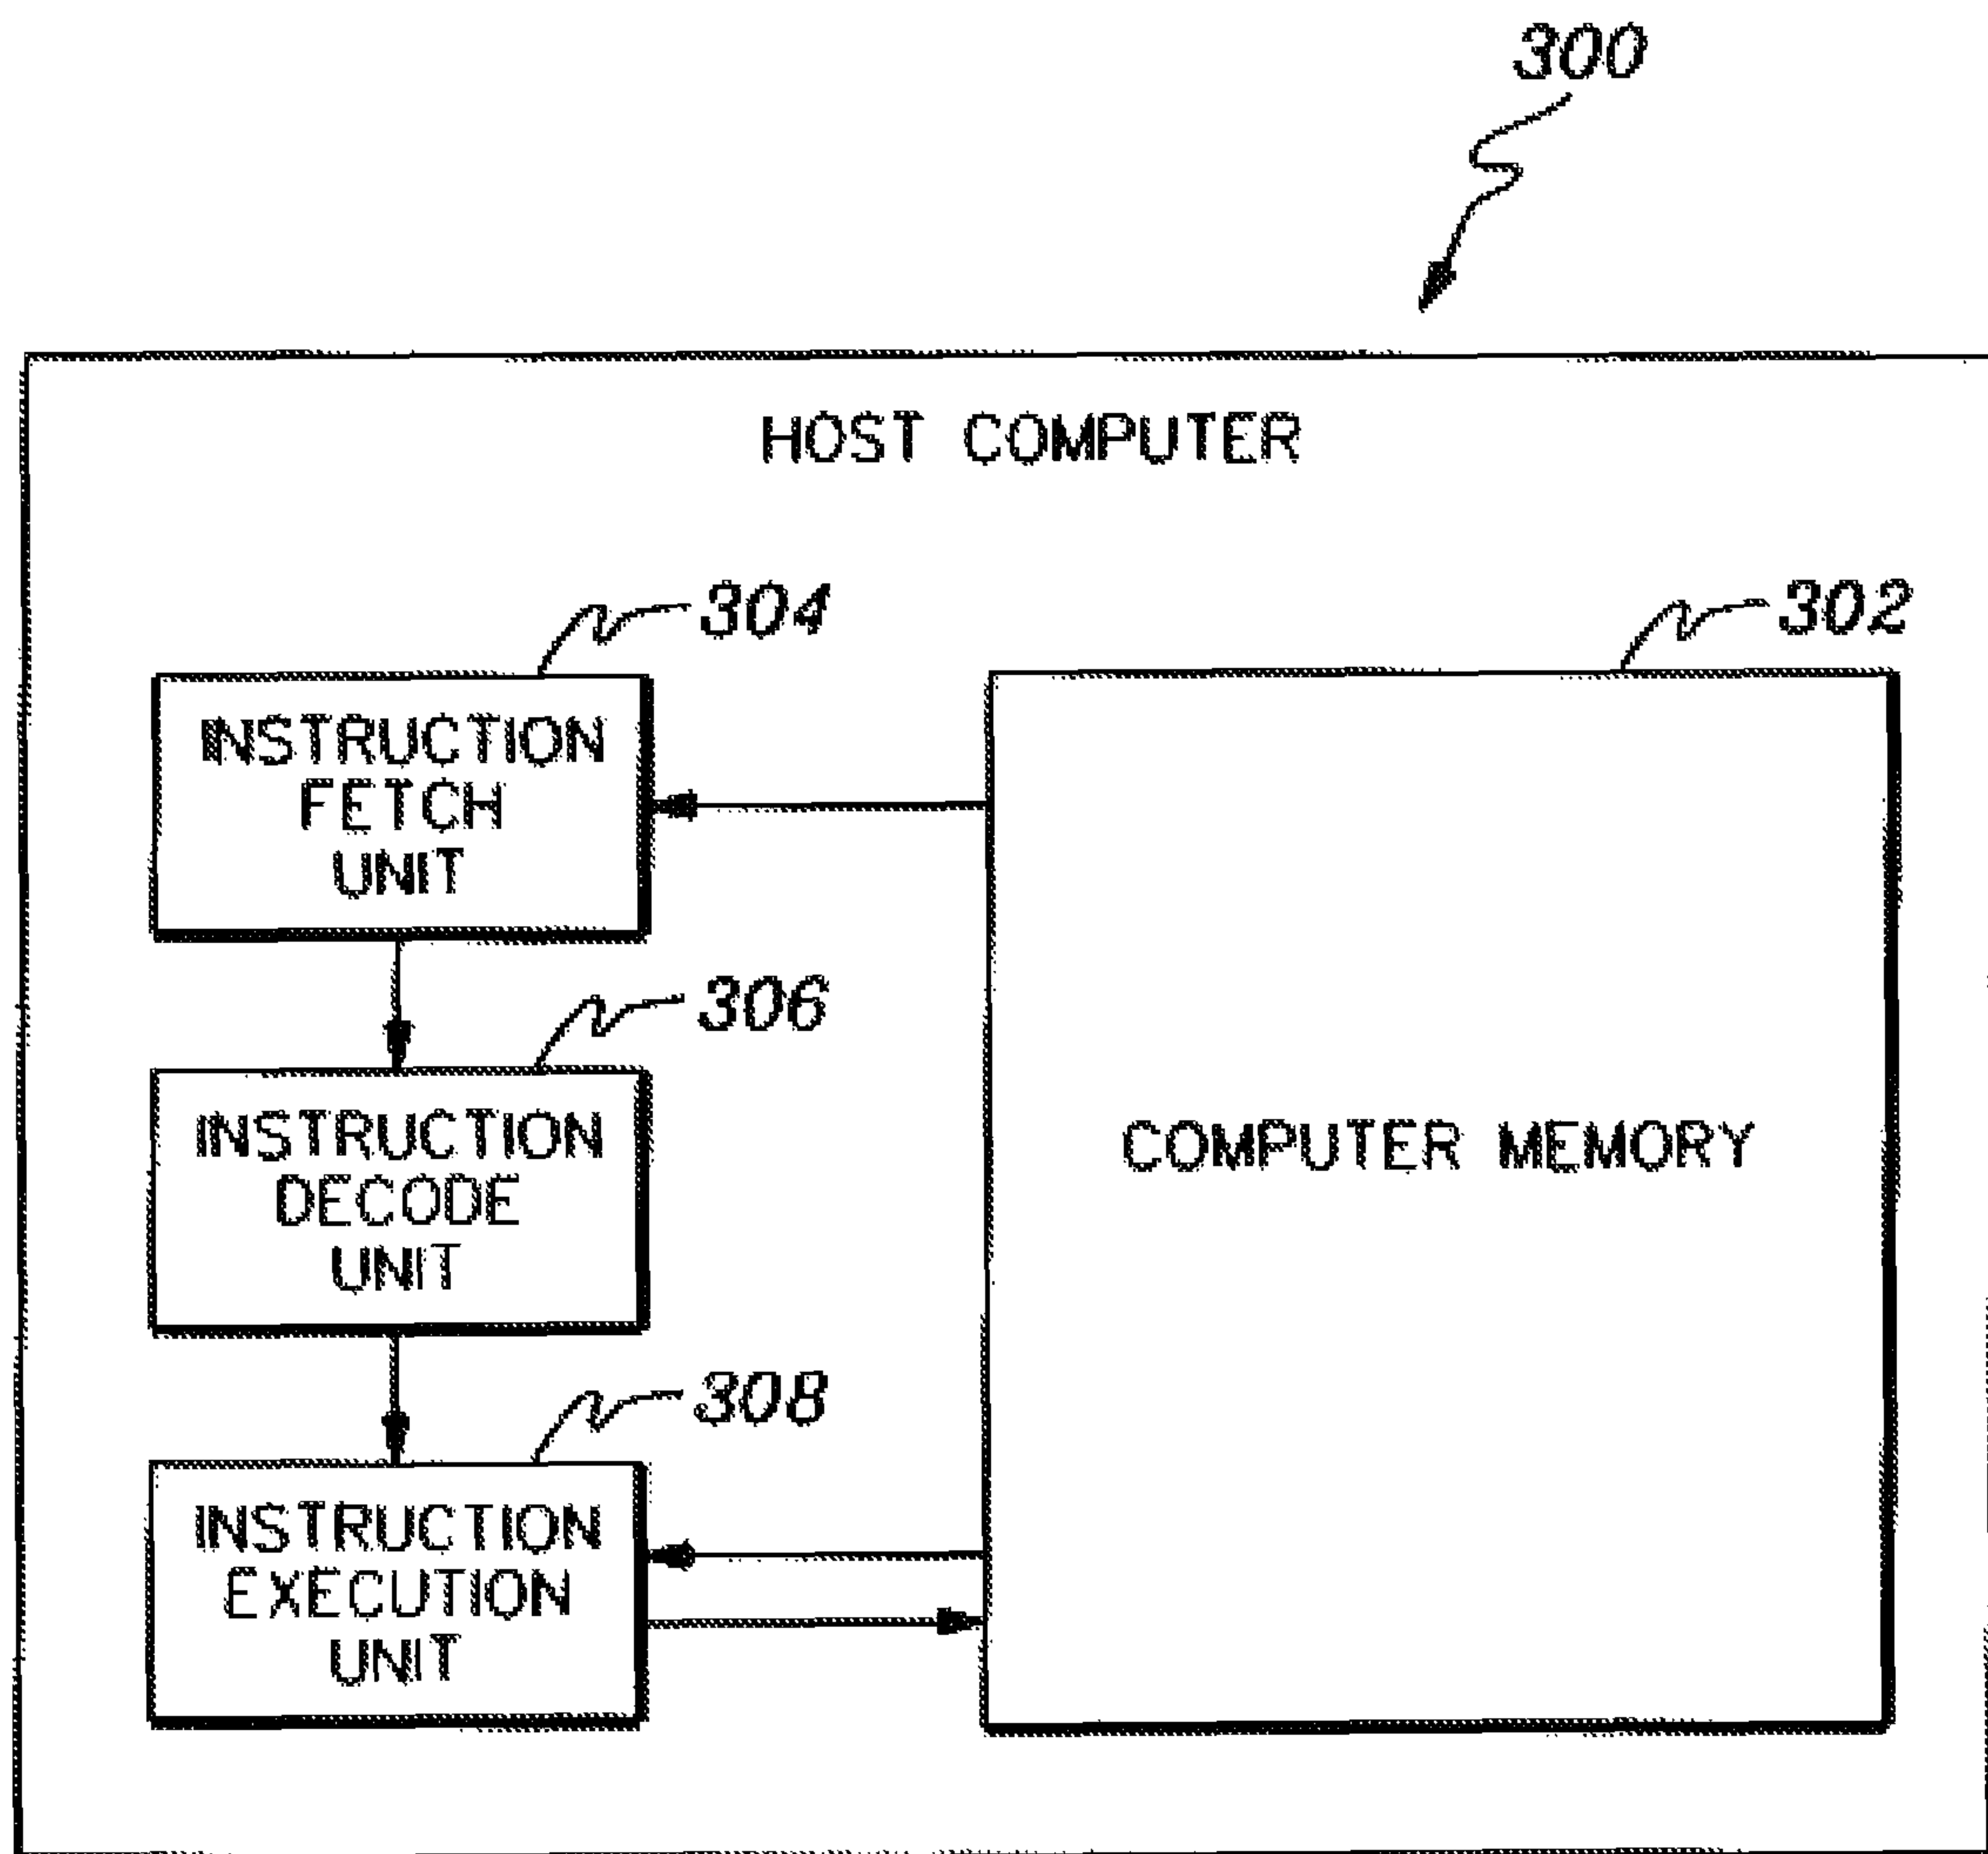 300
HOST COMPUTER
304
302
INSTRUCTION
FETCH
UNIT
306
INSTRUCTION
DECODE
UNIT
COMPUTER MEMORY
308
INSTRUCTION
EXECUTION
UNIT